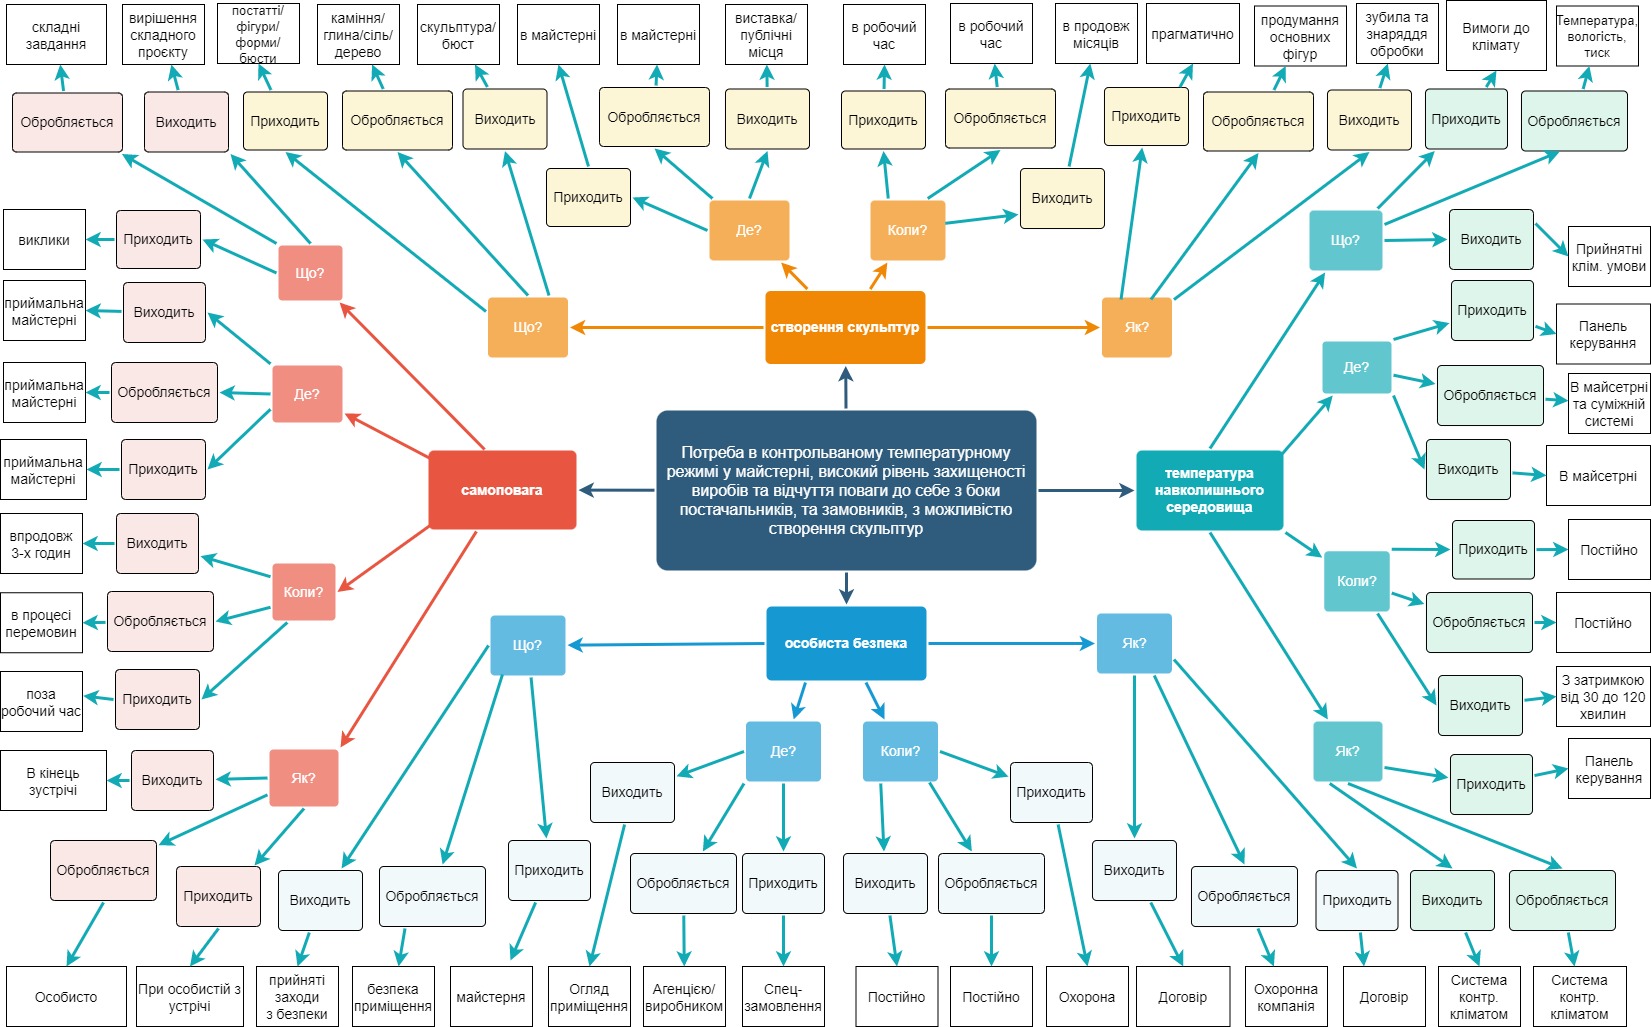 складні
завдання
вирішення
складного
проєкту
постатті/
фігури/
форми/
бюсти
каміння/
глина/сіль/
дерево
скульптура/
бюст
в майстерні
в майстерні
виставка/
публічні
місця
в робочий
час
в робочий
час
в продовж
місяців
прагматично
продумання
основних
фігур
зубила та
знаряддя
обробки
Вимоги до
клімату
Температура,
вологість,
тиск
Обробляється
Виходить
Приходить
Обробляється
Виходить
Приходить
Обробляється
Виходить
Приходить
Обробляється
Виходить
Приходить
Обробляється
Виходить
Приходить
Обробляється
виклики
Приходить
Що?
Що?
Де?
Коли?
створення скульптур
Як?
Що?
Виходить
Прийнятні
клім. умови
приймальна
майстерні
Виходить
приймальна
майстерні
Обробляється
Де?
приймальна
майстерні
Приходить
Де?
Приходить
Панель
керування
Обробляється
В майсетрні
та суміжній
системі
Виходить
В майсетрні
самоповага
Потреба в контрольваному температурному
режимі у майстерні, високий рівень захищеності
виробів та відчуття поваги до себе з боки
постачальників, та замовників, з можливістю
створення скульптур
температура
навколишнього
середовища
впродовж
3-х годин
Виходить
Коли?
в процесі
перемовин
Обробляється
поза
робочий час
Приходить
Коли?
Приходить
Постійно
Обробляється
Постійно
Виходить
З затримкою
від 30 до 120
хвилин
Що?
особиста безпека
Як?
Де?
Коли?
В кінець
зустрічі
Виходить
Як?
Як?
Приходить
Панель
керування
Виходить
Приходить
Обробляється
Приходить
Виходить
Обробляється
Приходить
Обробляється
Приходить
Виходить
Обробляється
Виходить
Обробляється
Приходить
Виходить
Обробляється
Особисто
При особистій з
устрічі
прийняті
заходи
з безпеки
безпека
приміщення
майстерня
Огляд
приміщення
Агенцією/
виробником
Спец-
замовлення
Постійно
Постійно
Охорона
Договір
Охоронна
компанія
Договір
Система
контр.
кліматом
Система
контр.
кліматом